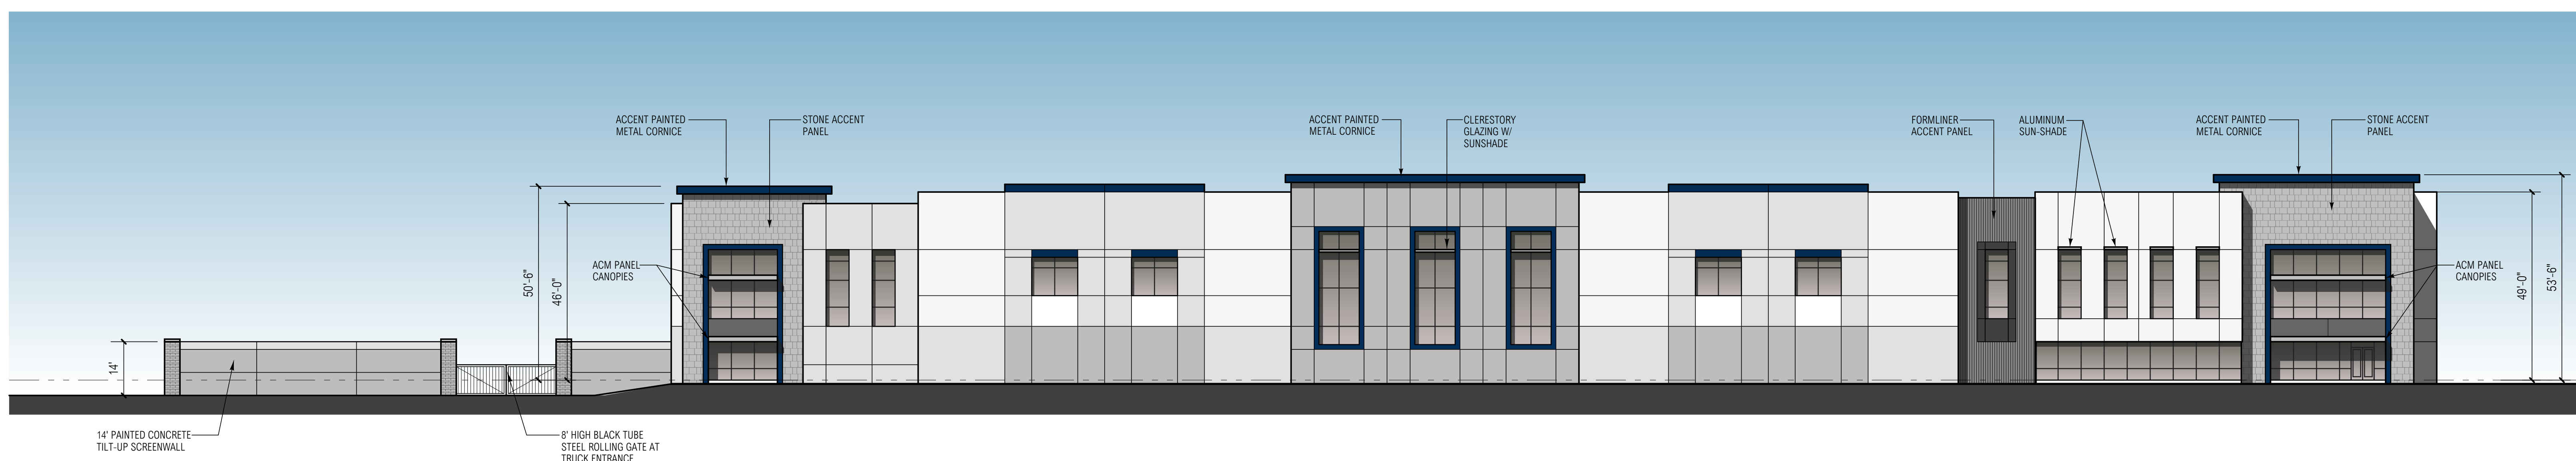 ACCENT PAINTED
METAL CORNICE
STONE ACCENT
PANEL
ACCENT PAINTED
METAL CORNICE
CLERESTORY
GLAZING W/
SUNSHADE
FORMLINER
ACCENT PANEL
ALUMINUM
SUN-SHADE
ACCENT PAINTED
METAL CORNICE
STONE ACCENT
PANEL
ACM PANEL
CANOPIES
50'-6"
46'-0"
14'
ACM PANEL
CANOPIES
49'-0"
53'-6"
14' PAINTED CONCRETE
TILT-UP SCREENWALL
8' HIGH BLACK TUBE
STEEL ROLLING GATE AT
TRUCK ENTRANCE